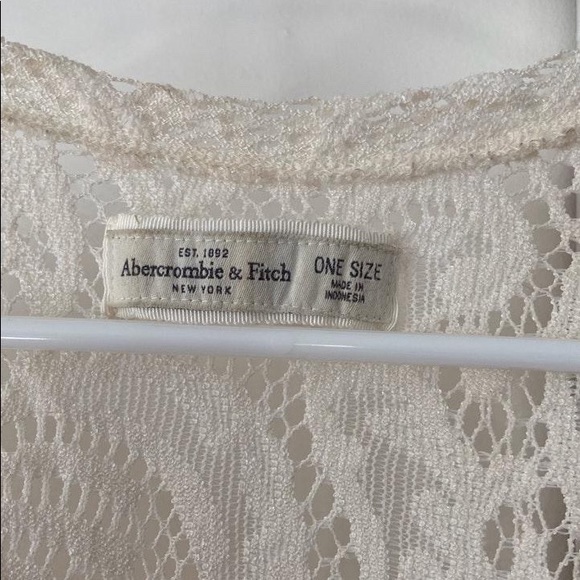 EST. 1892
Abercrombie & Fitch
NEW YORK
ONE SIZE
MADE IN
INDONESIA